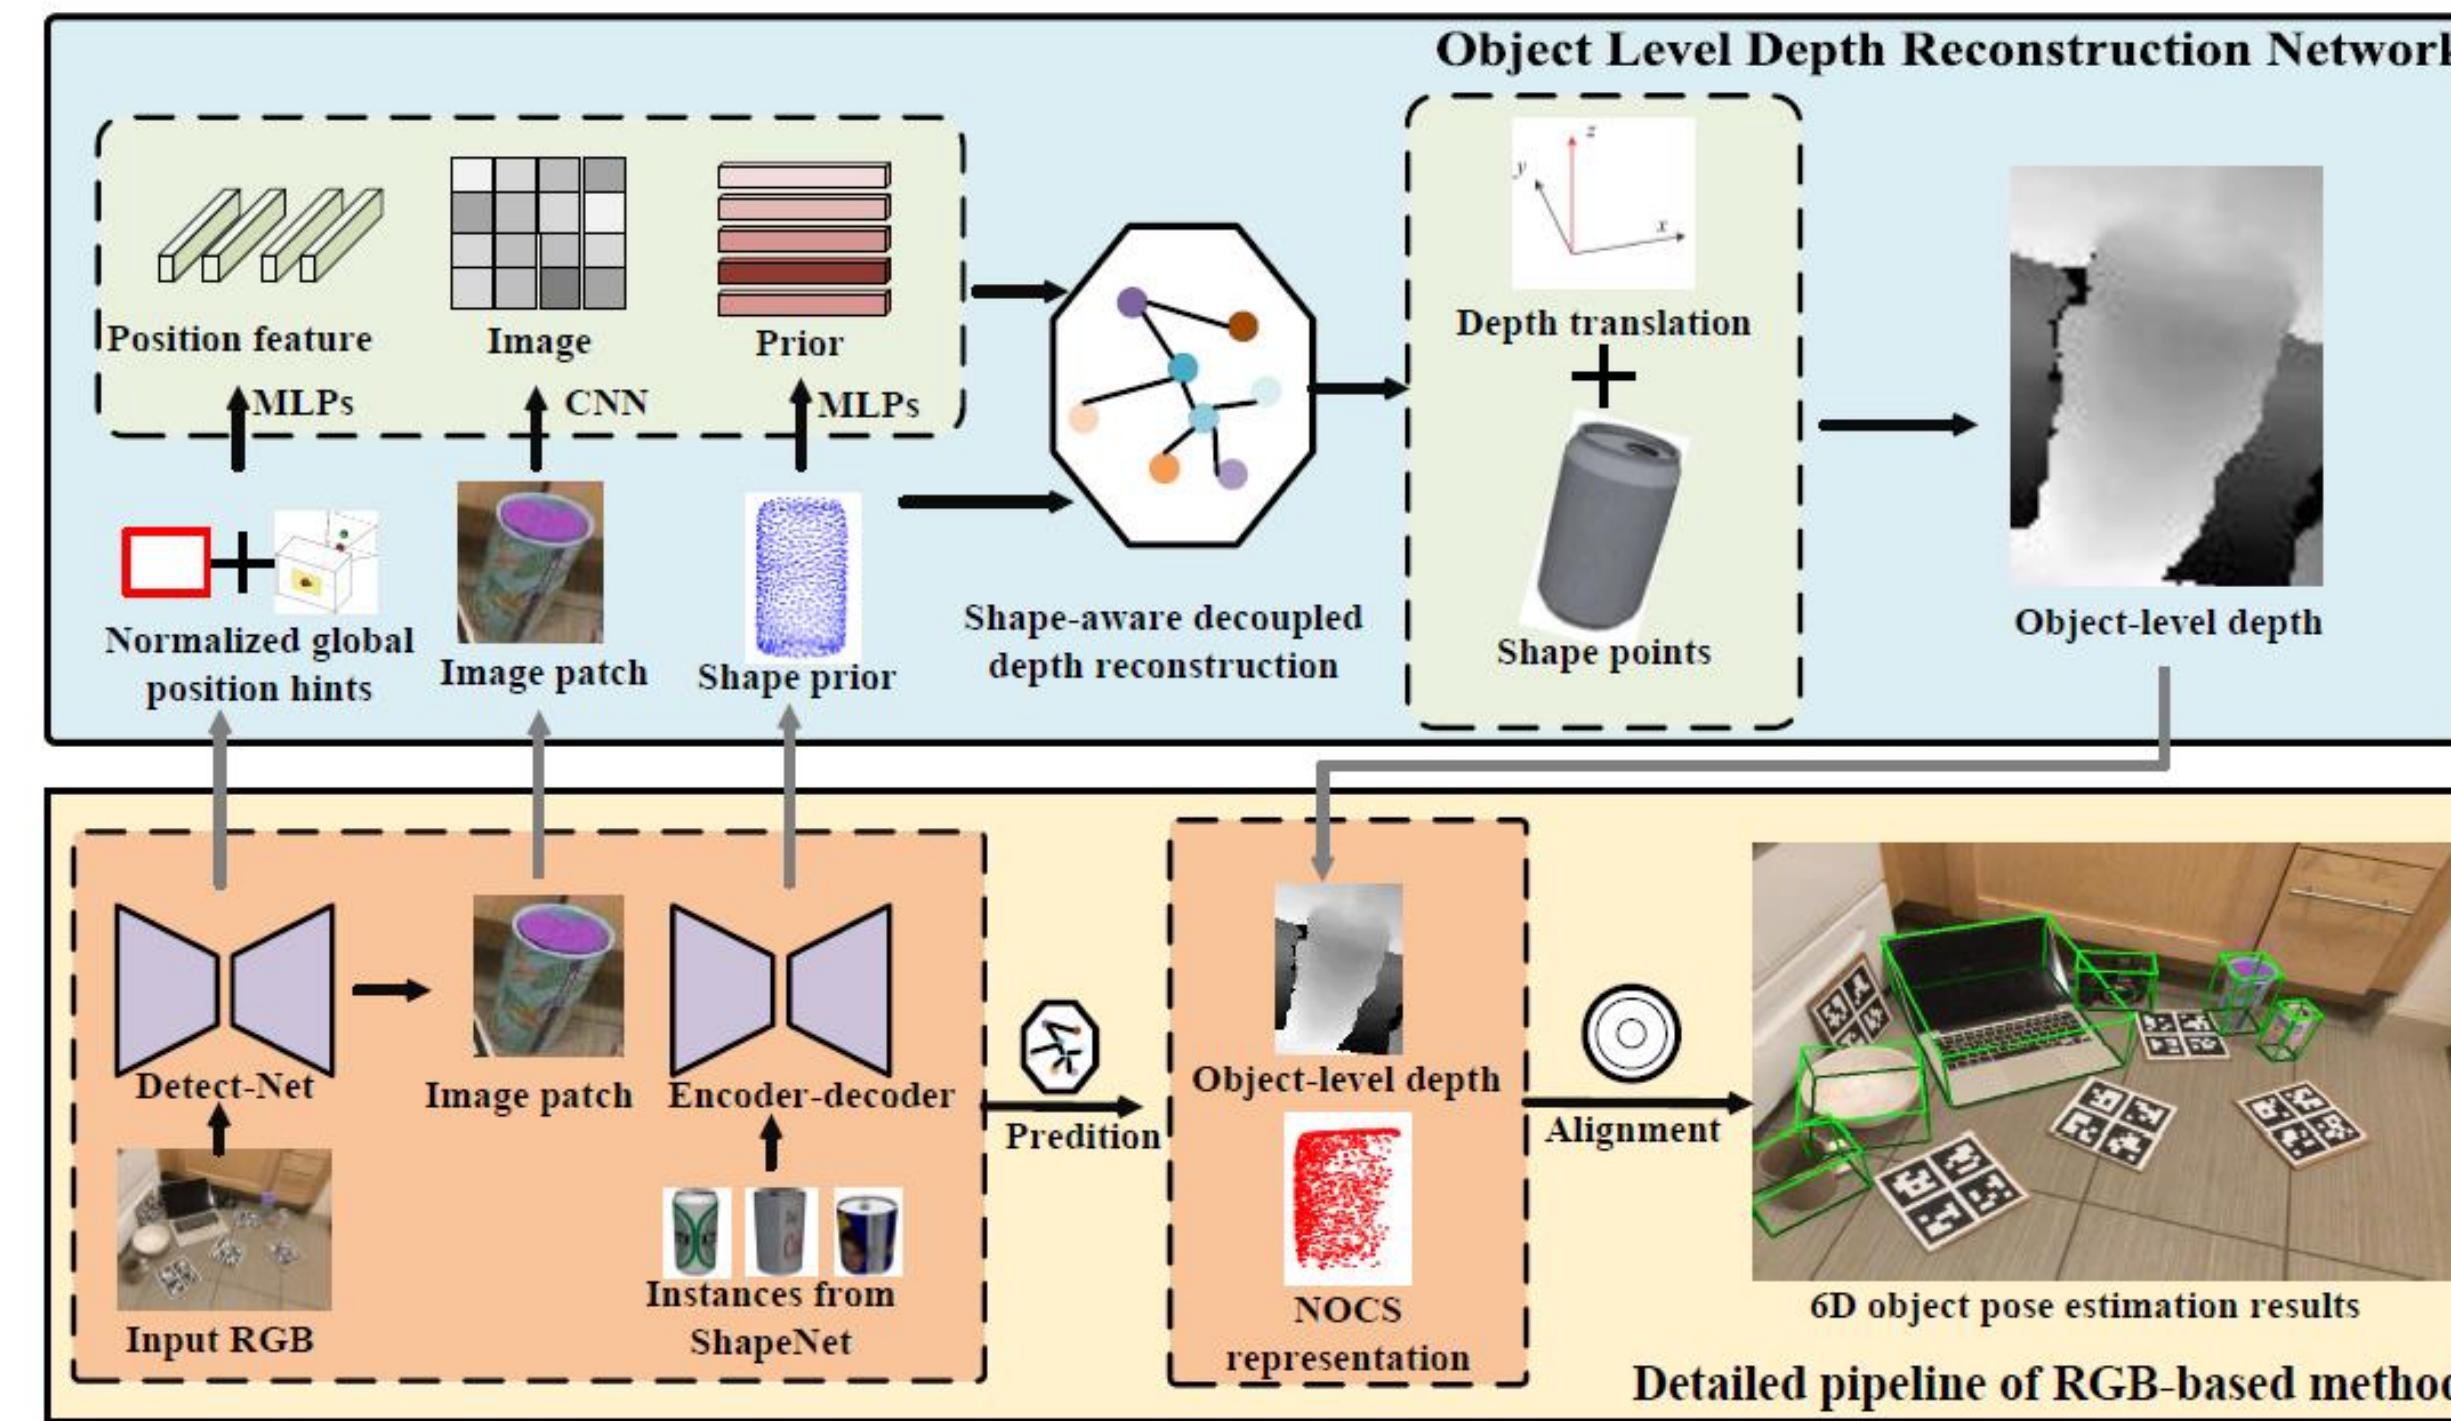 Object Level Depth Reconstruction Network
z
y
x
Position feature
Image
Prior
MLPs
CNN
MLPs
Depth translation
Normalized global
position hints
Image patch
Shape prior
Shape-aware decoupled
depth reconstruction
Shape points
Object-level depth
Detect-Net
Image patch
Encoder-decoder
Predition
Object-level depth
Alignment
Input RGB
Instances from
ShapeNet
NOCS
representation
6D object pose estimation results
Detailed pipeline of RGB-based metho